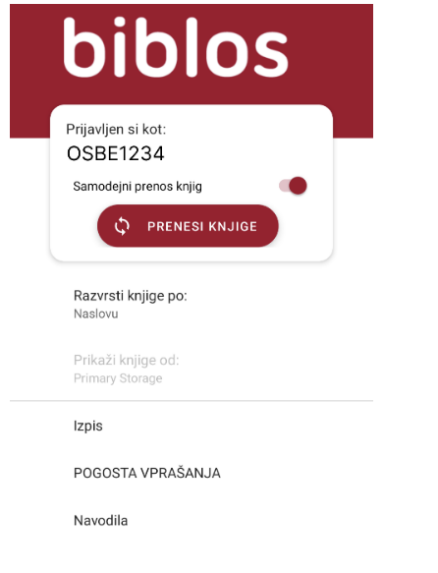 biblos
Prijavljen si kot:
OSBE1234
Samodejni prenos knjig
PRENESI KNJIGE
Razvrsti knjige po:
Naslovu
Prikaži knjige od:
Primary Storage
Izpis
POGOSTA VPRAŠANJA
Navodila